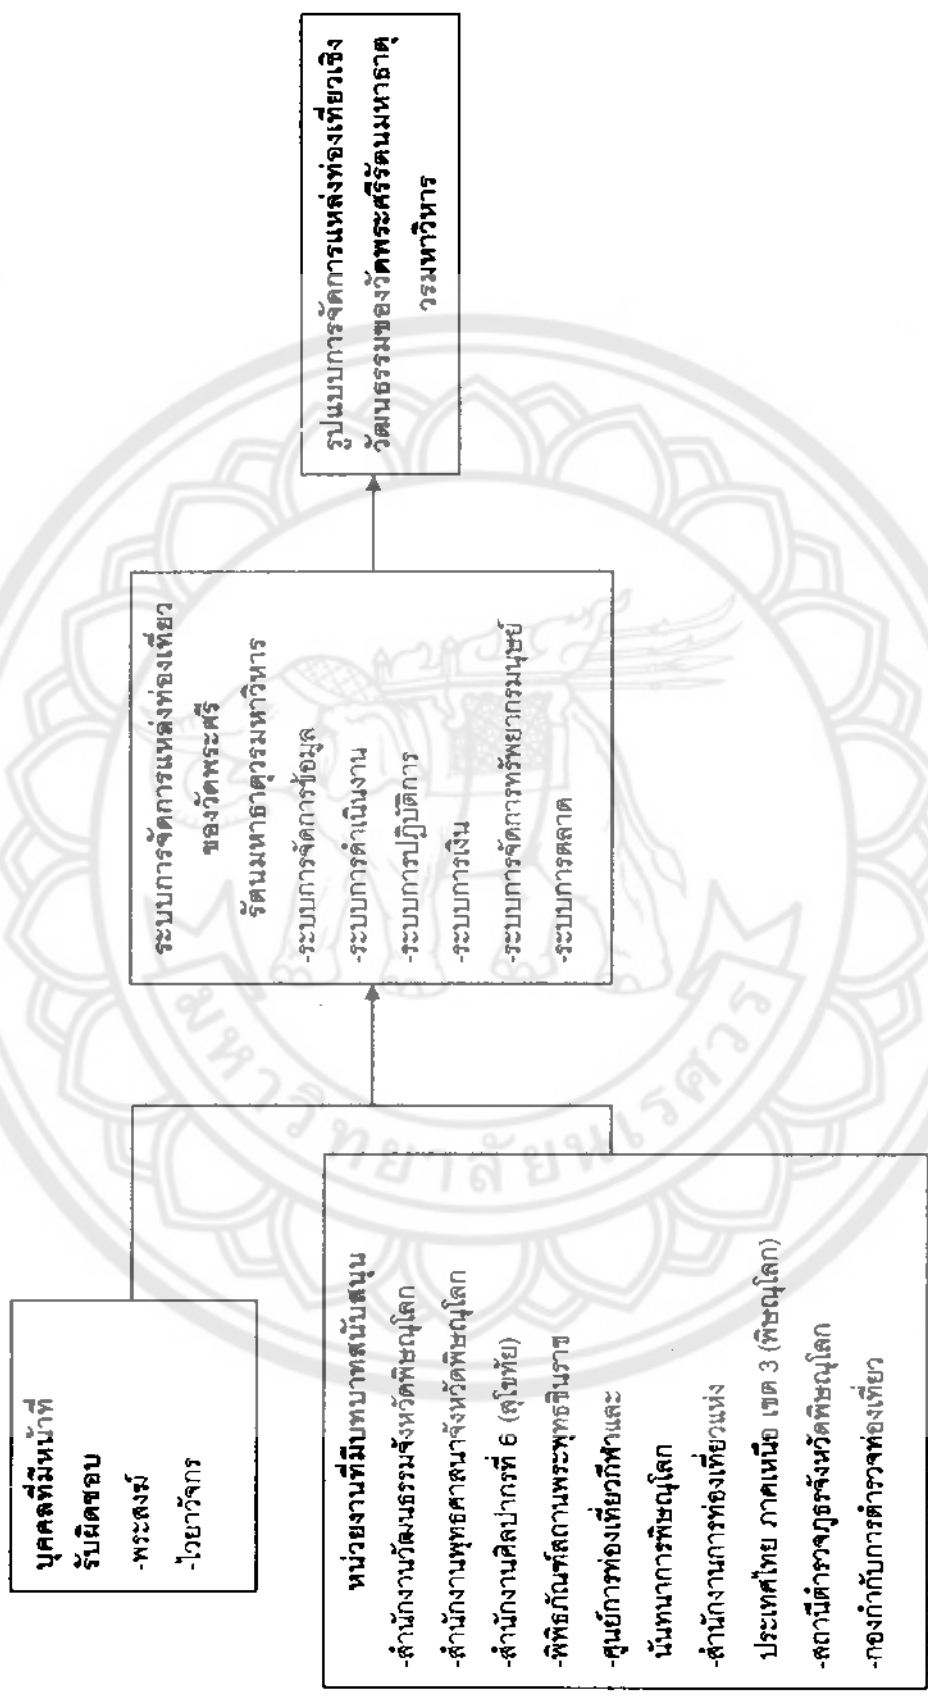 บุคคลที่มีหน้าที่
รับผิดชอบ
-พระสงฆ์
-ไวยาวัจกร
หน่วยงานที่มีบทบาทสนับสนุน
-สำนักงานวัฒนธรรมจังหวัดพิษณุโลก
-สำนักงานพุทธศาสนาจังหวัดพิษณุโลก
-สำนักงานศิลปากรที่ 6 (สุโขทัย)
-พิพิธภัณฑ์สถานพระพุทธชินราช
-ศูนย์การท่องเที่ยวกีฬาและ
นันทนาการพิษณุโลก
-สำนักงานการท่องเที่ยวแห่ง
ประเทศไทย ภาคเหนือ เขต 3 (พิษณุโลก)
-สถานีตำรวจภูธรจังหวัดพิษณุโลก
-กองกำกับการตำรวจท่องเที่ยว
ระบบการจัดการแหล่งท่องเที่ยว
ของวัดพระศรี
รัตนมหาธาตุวรมหาวิหาร
-ระบบการจัดการข้อมูล
-ระบบการดำเนินงาน
-ระบบการปฏิบัติการ
-ระบบการเงิน
-ระบบการจัดการทรัพยากรมนุษย์
-ระบบการตลาด
รูปแบบการจัดการแหล่งท่องเที่ยวเชิง
วัฒนธรรมของวัดพระศรีรัตนมหาธาตุ
วรมหาวิหาร
มหาวิทยาลัยนเรศวร